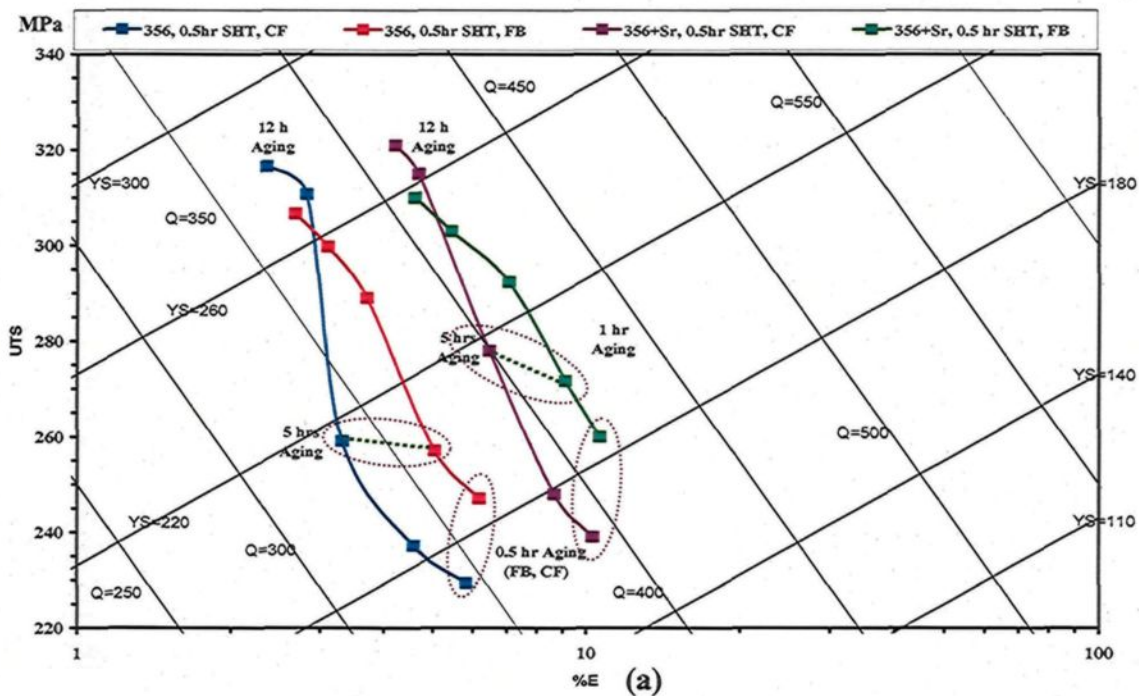 MPa
356, 0.5hr SHT, CF 356, 0.5hr SHT, FB 356+Sr, 0.5hr SHT, CF 356+Sr, 0.5 hr SHT, FB
340
320
300
280
260
240
220
UTS
Q=450
Q=550
12 h
Aging
12 h
Aging
YS=300
YS=180
Q=350
YS=260
1 hr
Aging
5 hrs
Aging
YS=140
5 hrs
Aging
Q=500
YS=220
YS=110
Q=300
0.5 hr Aging
(FB, CF)
Q=250
Q=400
1
10
100
%E
(a)